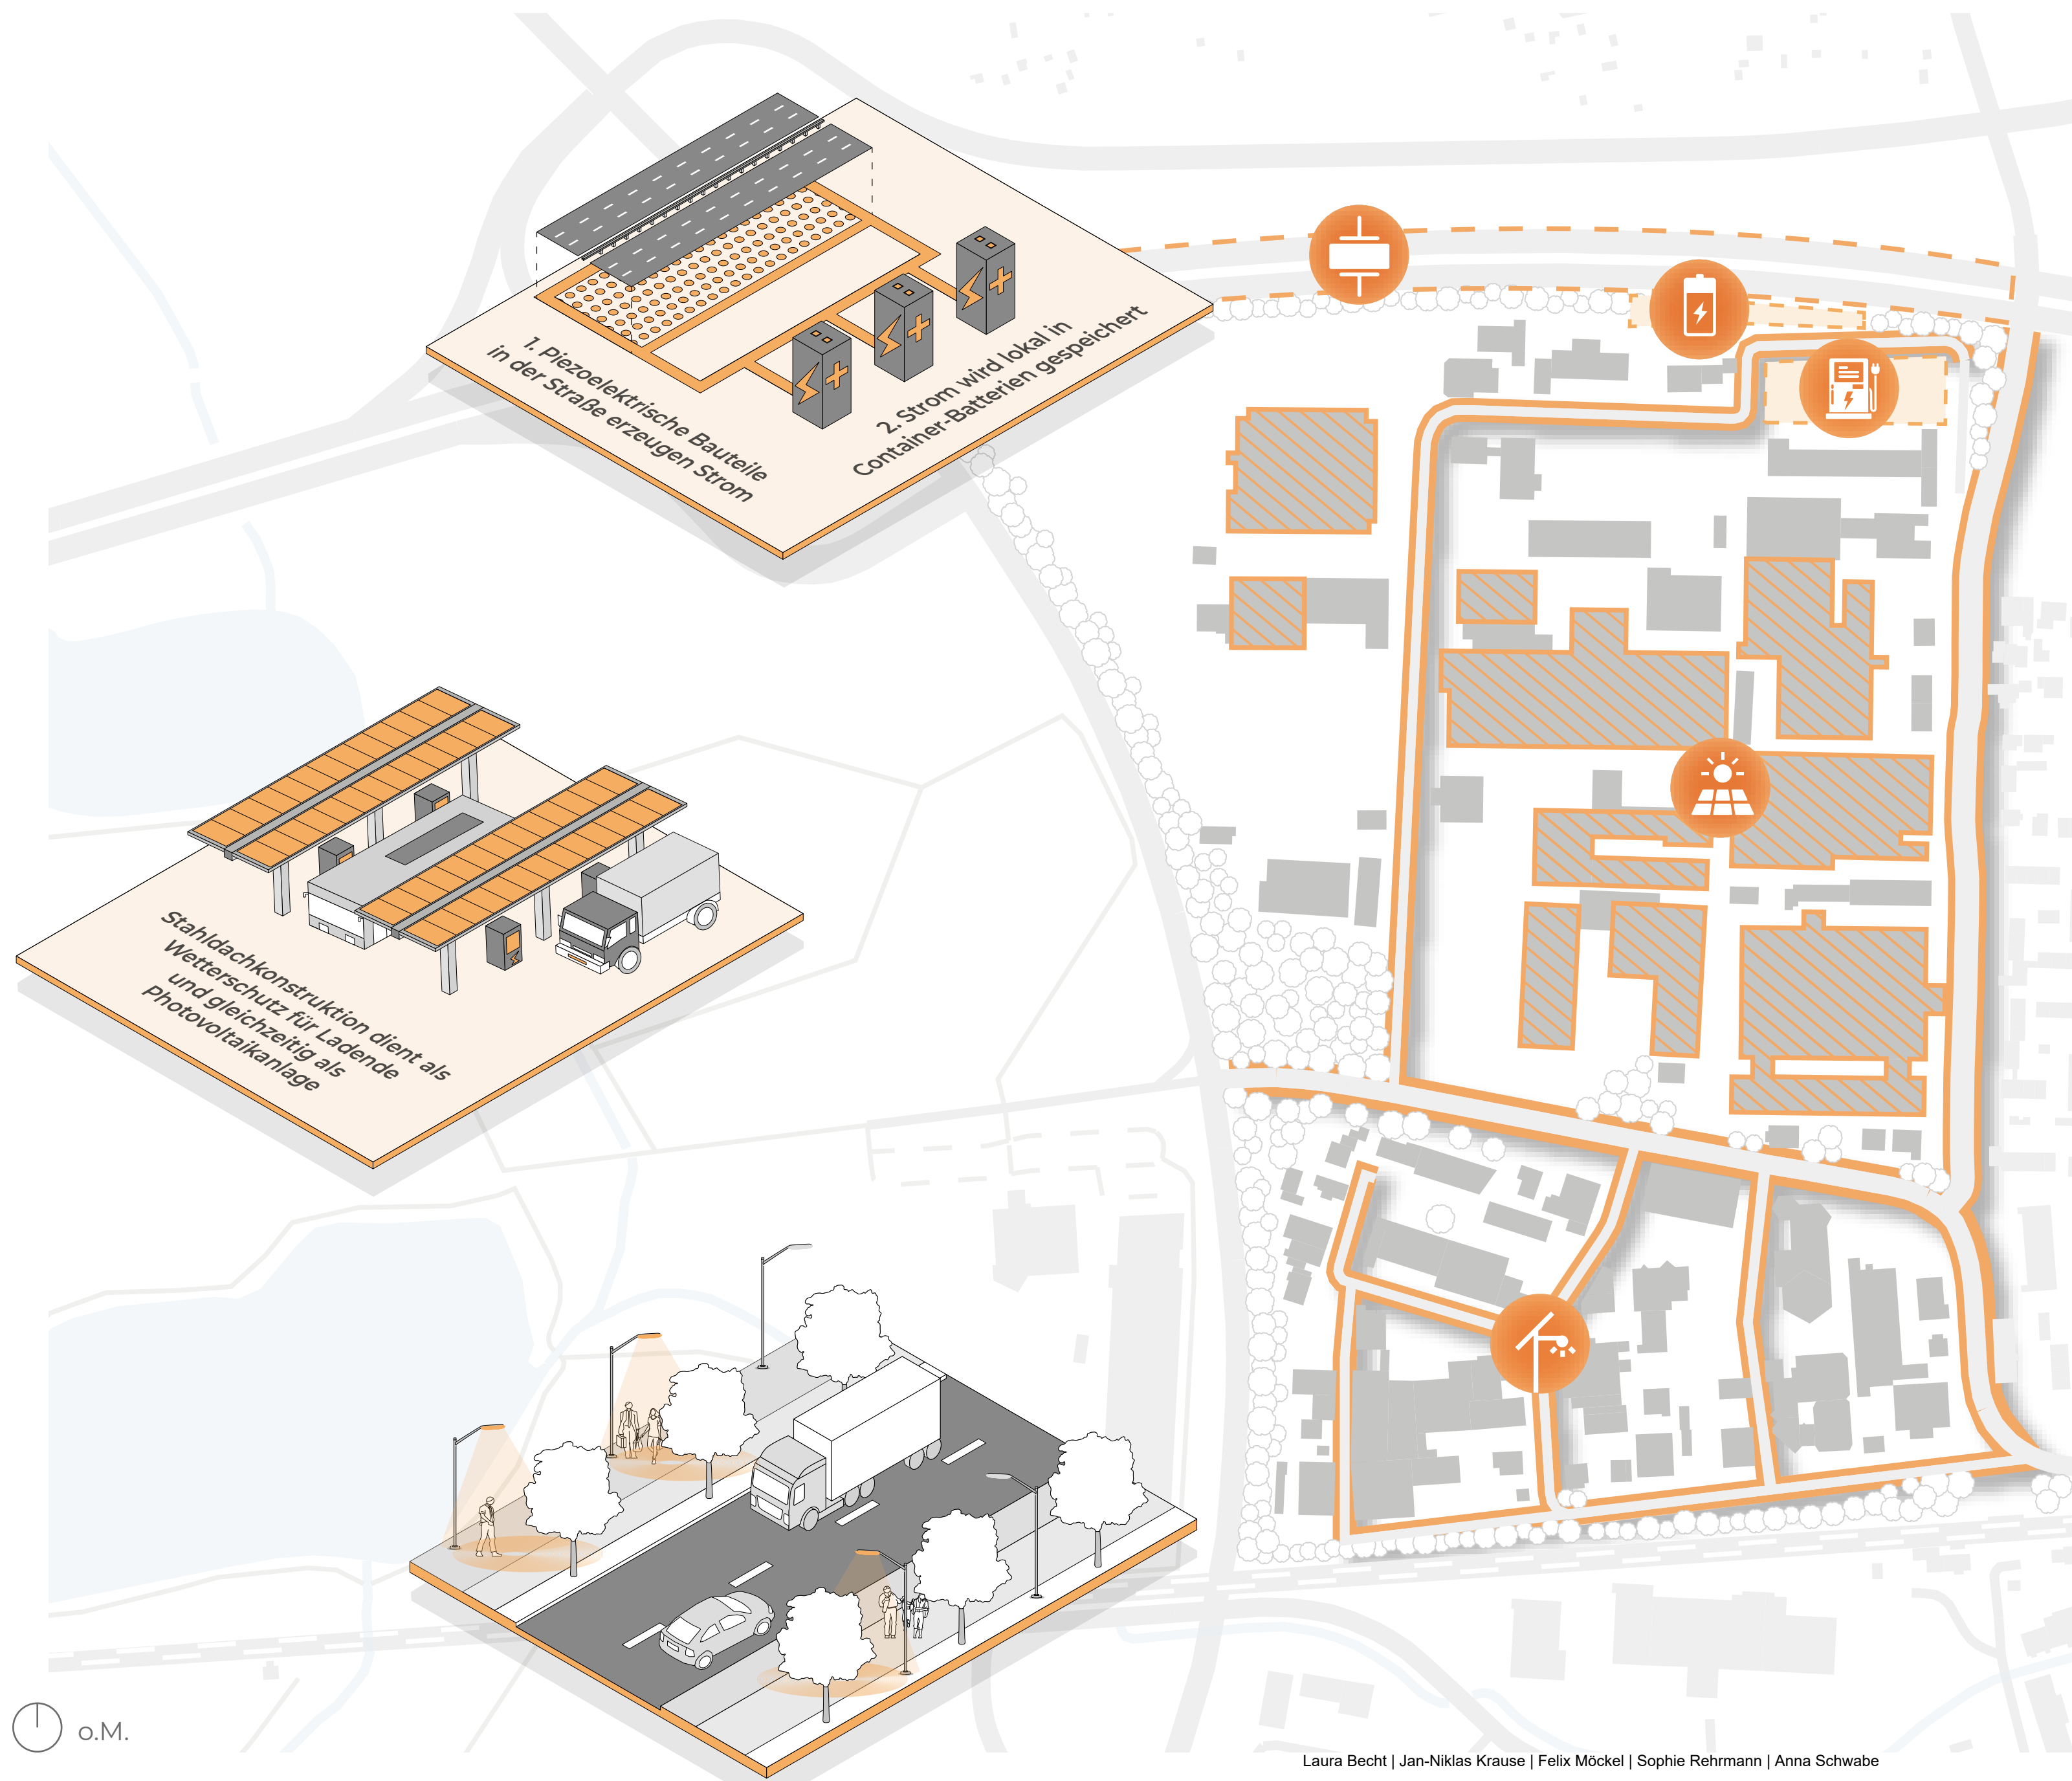 1. Piezoelektrische Bauteile
in der Straße erzeugen Strom
2. Strom wird lokal in
Container-Batterien gespeichert
Stahldachkonstruktion dient als
Wetterschutz für Ladende
und gleichzeitig als
Photovoltaikanlage
o.M.
Laura Becht | Jan-Niklas Krause | Felix Möckel | Sophie Rehrmann | Anna Schwabe